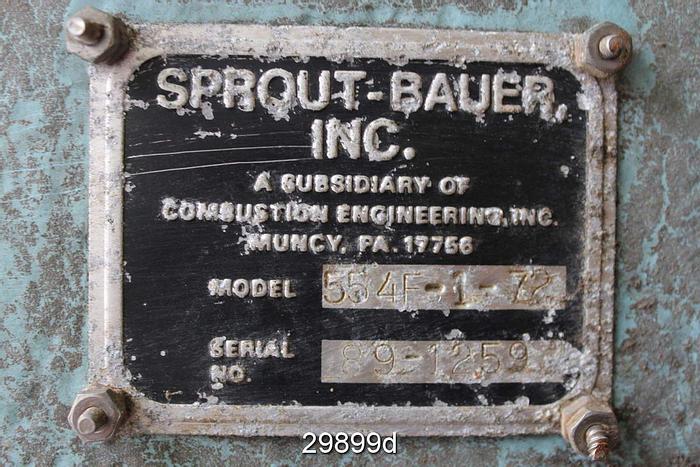 SPROUT-BAUER,
INC.
A SUBSIDIARY OF
COMBUSTION ENGINEERING, INC.
MUNCY, PA. 17756
MODEL 554F-1-72
SERIAL NO. 89-1259
29899d